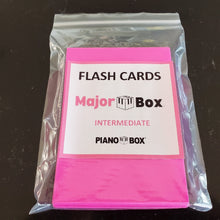 FLASH CARDS
Major Box
INTERMEDIATE
PIANO BOX